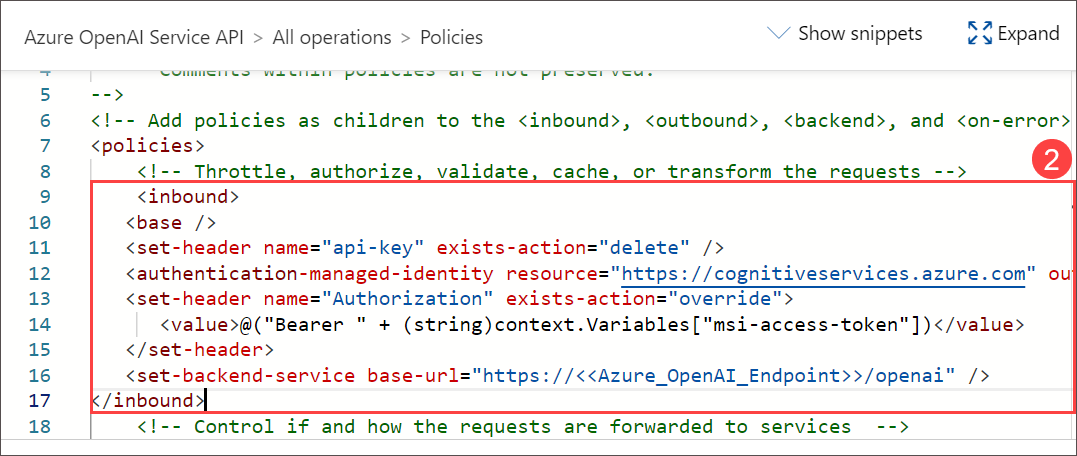 Azure OpenAI Service API > All operations > Policies
Show snippets
Expand
4 Comments within policies are not preserved.
5 -->
6 <!-- Add policies as children to the <inbound>, <outbound>, <backend>, and <on-error>
7 <policies>
2
8 <!-- Throttle, authorize, validate, cache, or transform the requests -->
9 <inbound>
10 <base />
11 <set-header name="api-key" exists-action="delete" />
12 <authentication-managed-identity resource="https://cognitiveservices.azure.com" ou
13 <set-header name="Authorization" exists-action="override">
14 <value>@("Bearer " + (string)context.Variables["msi-access-token"])</value>
15 </set-header>
16 <set-backend-service base-url="https://<<Azure_OpenAI_Endpoint>>/openai" />
17 </inbound>
18 <!-- Control if and how the requests are forwarded to services -->